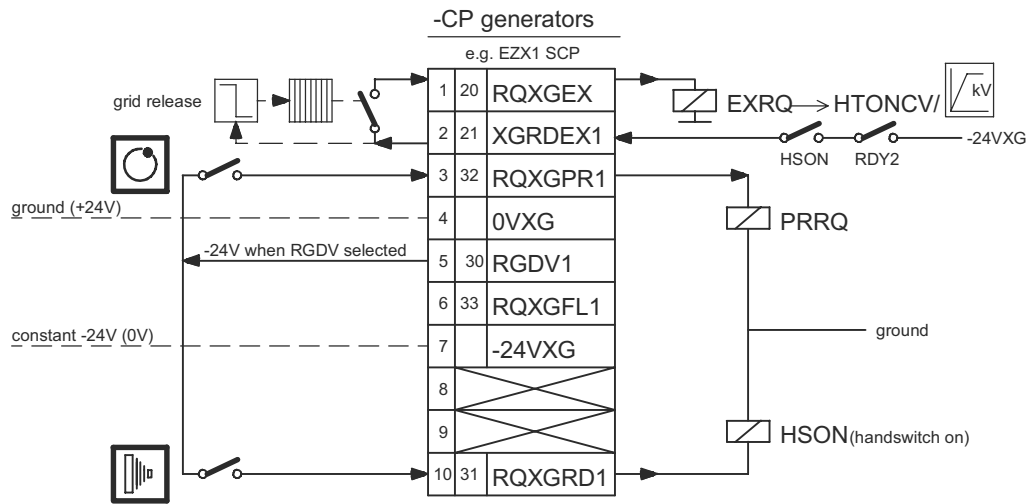 -CP generators
e.g. EZX1 SCP
grid release
1 20 RQXGEX
EXRQ → HTONCV/ kV
2 21 XGRDEX1
HSON RDY2 -24VXG
3 32 RQXGPR1
ground (+24V)
4 0VXG
PRRQ
-24V when RGDV selected
5 30 RGDV1
6 33 RQXGFL1
ground
constant -24V (0V)
7 -24VXG
8
9
HSON (handswitch on)
10 31 RQXGRD1